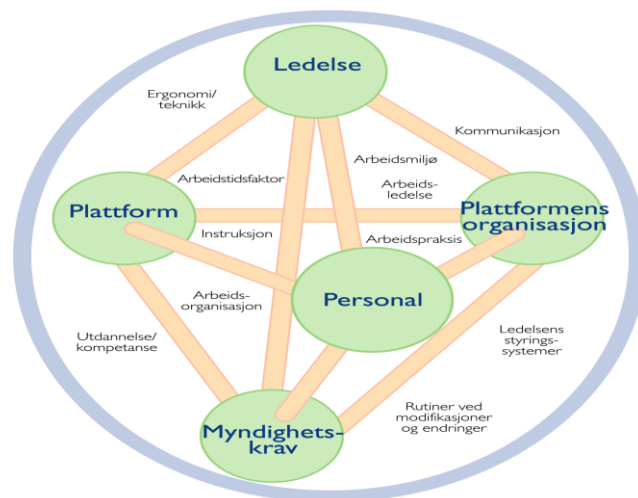 Ledelse
Ergonomi/
teknikk
Kommunikasjon
Arbeidsmiljø
Arbeidstidsfaktor
Arbeids-
ledelse
Plattform
Plattformens
organisasjon
Instruksjon
Arbeidspraksis
Arbeids-
organisasjon
Personal
Utdannelse/
kompetanse
Ledelsens
styrings-
systemer
Rutiner ved
modifikasjoner
og endringer
Myndighets-
krav